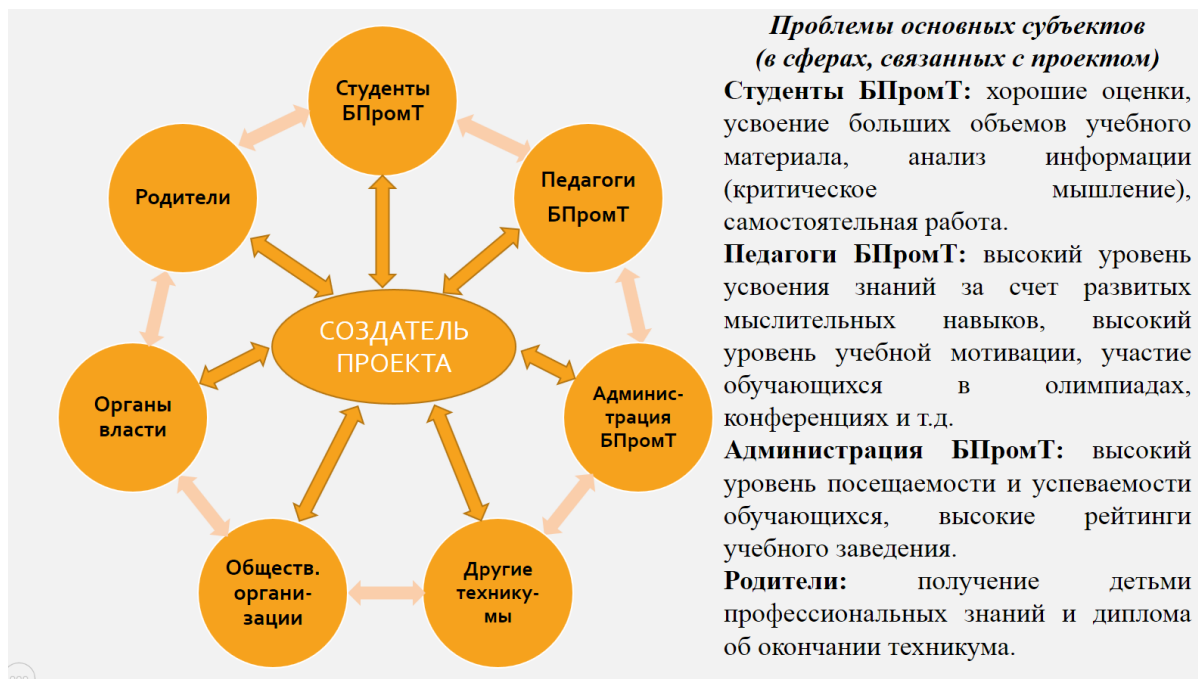 Студенты
БПромТ
Педагоги
БПромТ
Админис-
трация
БПромТ
Другие
технику-
мы
Обществ.
органи-
зации
Органы
власти
Родители
СОЗДАТЕЛЬ
ПРОЕКТА
Проблемы основных субъектов
(в сферах, связанных с проектом)
Студенты БПромТ: хорошие оценки,
усвоение больших объемов учебного
материала, анализ информации
(критическое мышление),
самостоятельная работа.
Педагоги БПромТ: высокий уровень
усвоения знаний за счет развитых
мыслительных навыков, высокий
уровень учебной мотивации, участие
обучающихся в олимпиадах,
конференциях и т.д.
Администрация БПромТ: высокий
уровень посещаемости и успеваемости
обучающихся, высокие рейтинги
учебного заведения.
Родители: получение детьми
профессиональных знаний и диплома
об окончании техникума.